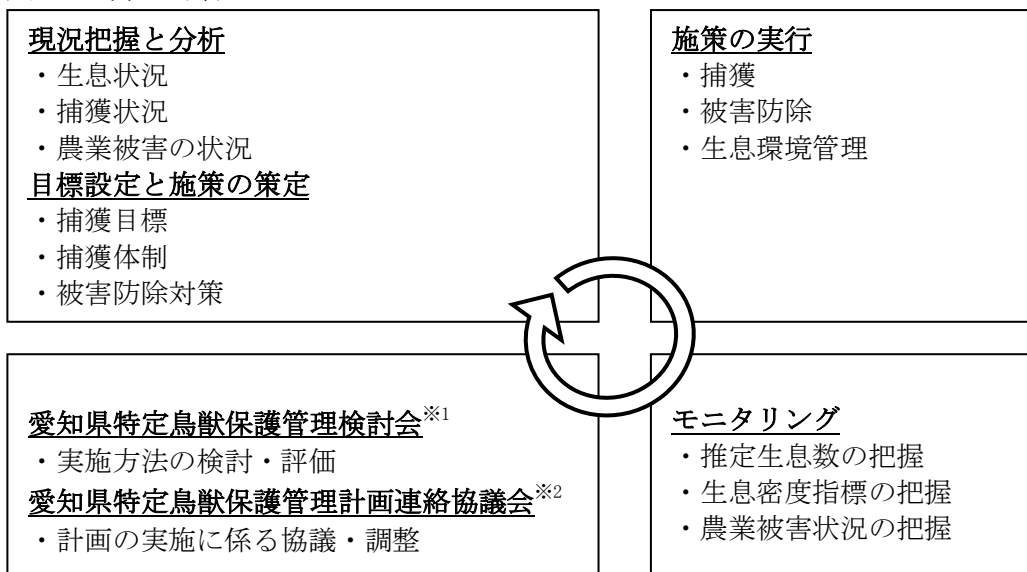 現況把握と分析
・生息状況
・捕獲状況
・農業被害の状況
目標設定と施策の策定
・捕獲目標
・捕獲体制
・被害防除対策
施策の実行
・捕獲
・被害防除
・生息環境管理
愛知県特定鳥獣保護管理検討会※1
・実施方法の検討・評価
愛知県特定鳥獣保護管理計画連絡協議会※2
・計画の実施に係る協議・調整
モニタリング
・推定生息数の把握
・生息密度指標の把握
・農業被害状況の把握